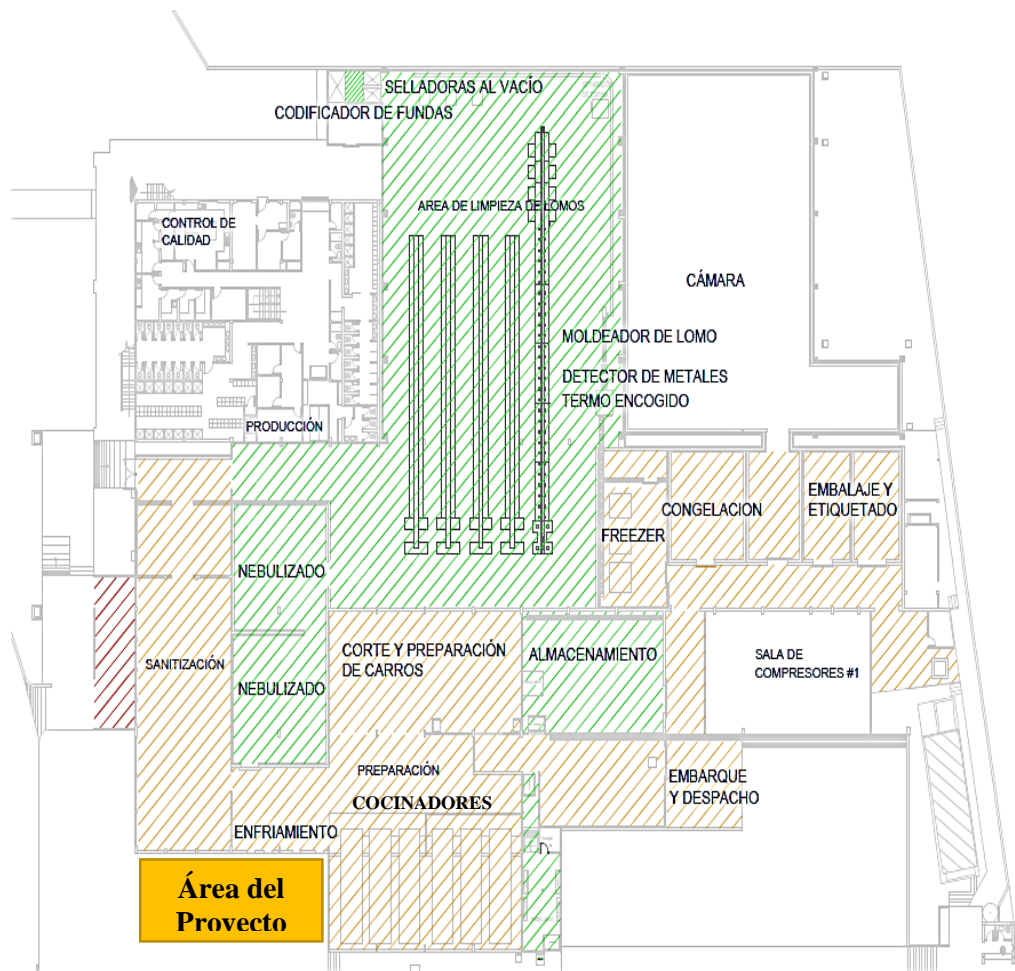 SELLADORAS AL VACÍO
CODIFICADOR DE FUNDAS
AREA DE LIMPIEZA DE LOMOS
CONTROL DE
CALIDAD
CÁMARA
MOLDEADOR DE LOMO
DETECTOR DE METALES
TERMO ENCOGIDO
PRODUCCIÓN
EMBALAJE Y
ETIQUETADO
CONGELACION
FREEZER
NEBULIZADO
CORTE Y PREPARACIÓN
DE CARROS
ALMACENAMIENTO
SALA DE
COMPRESORES #1
SANITIZACIÓN
NEBULIZADO
PREPARACIÓN
EMBARQUE
Y DESPACHO
COCINADORES
ENFRIAMIENTO
Área del
Proyecto